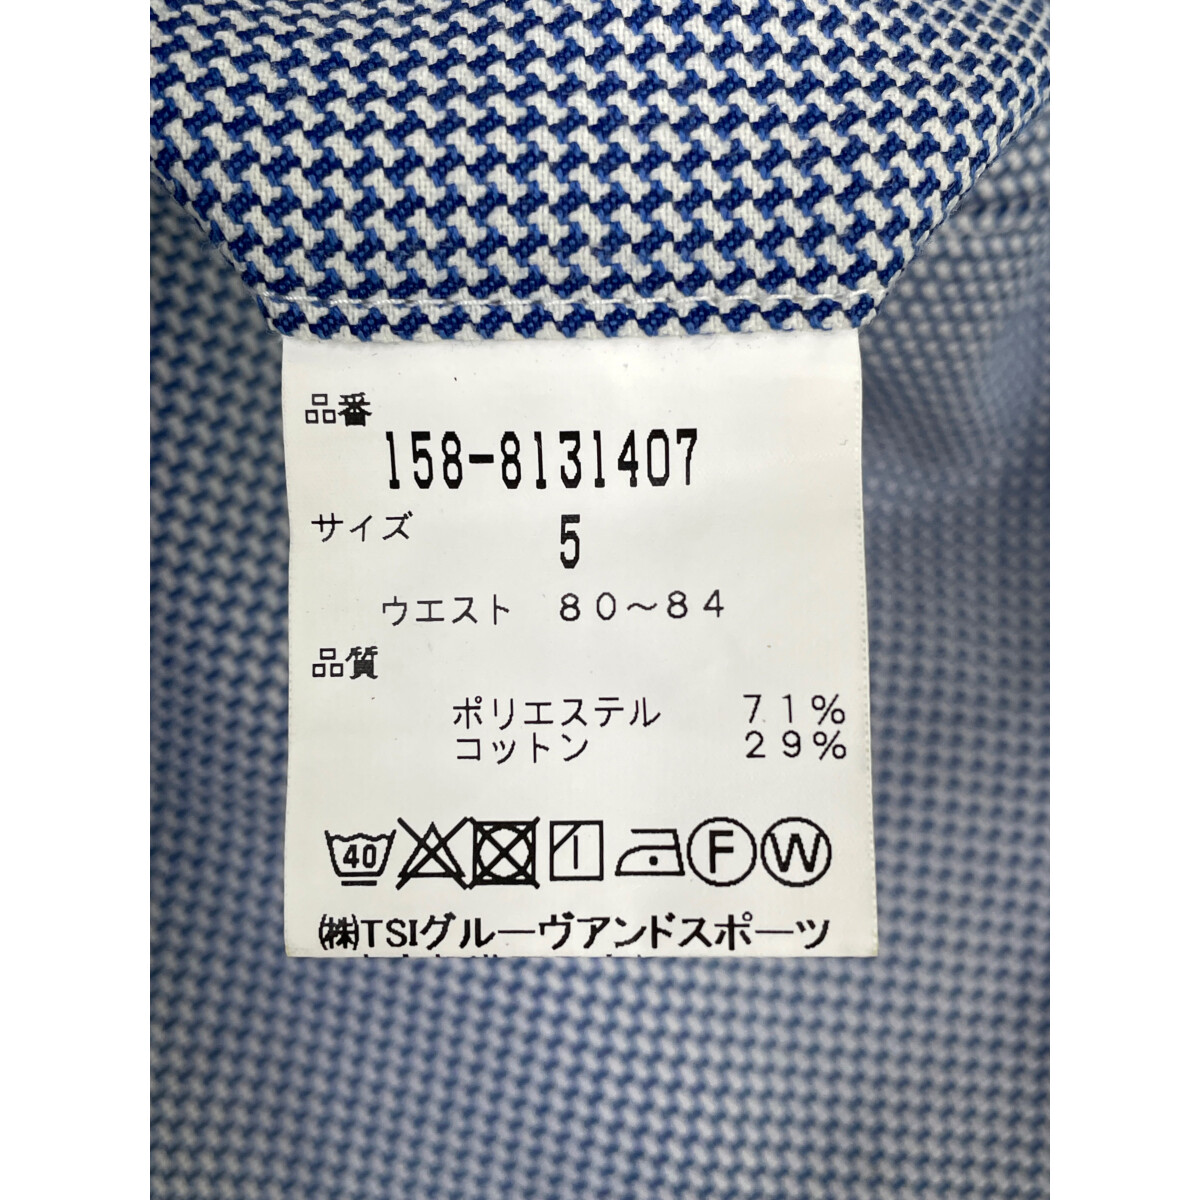 品番
158-8131407
サイズ 5
ウエスト 80～84
品質
ポリエステル 71%
コットン 29%
40 F W
㈱TSIグルーヴアンドスポーツ